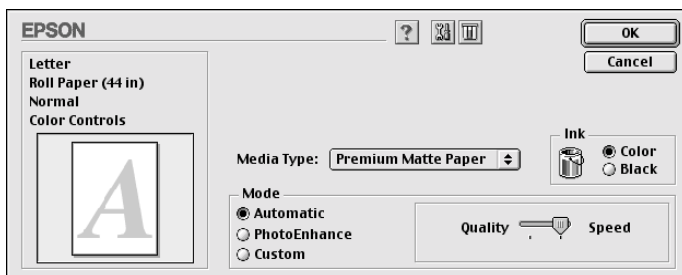 EPSON
?
OK
Cancel
Letter
Roll Paper (44 in)
Normal
Color Controls
A
Media Type: Premium Matte Paper
Ink
Color
Black
Mode
Automatic
PhotoEnhance
Custom
Quality Speed